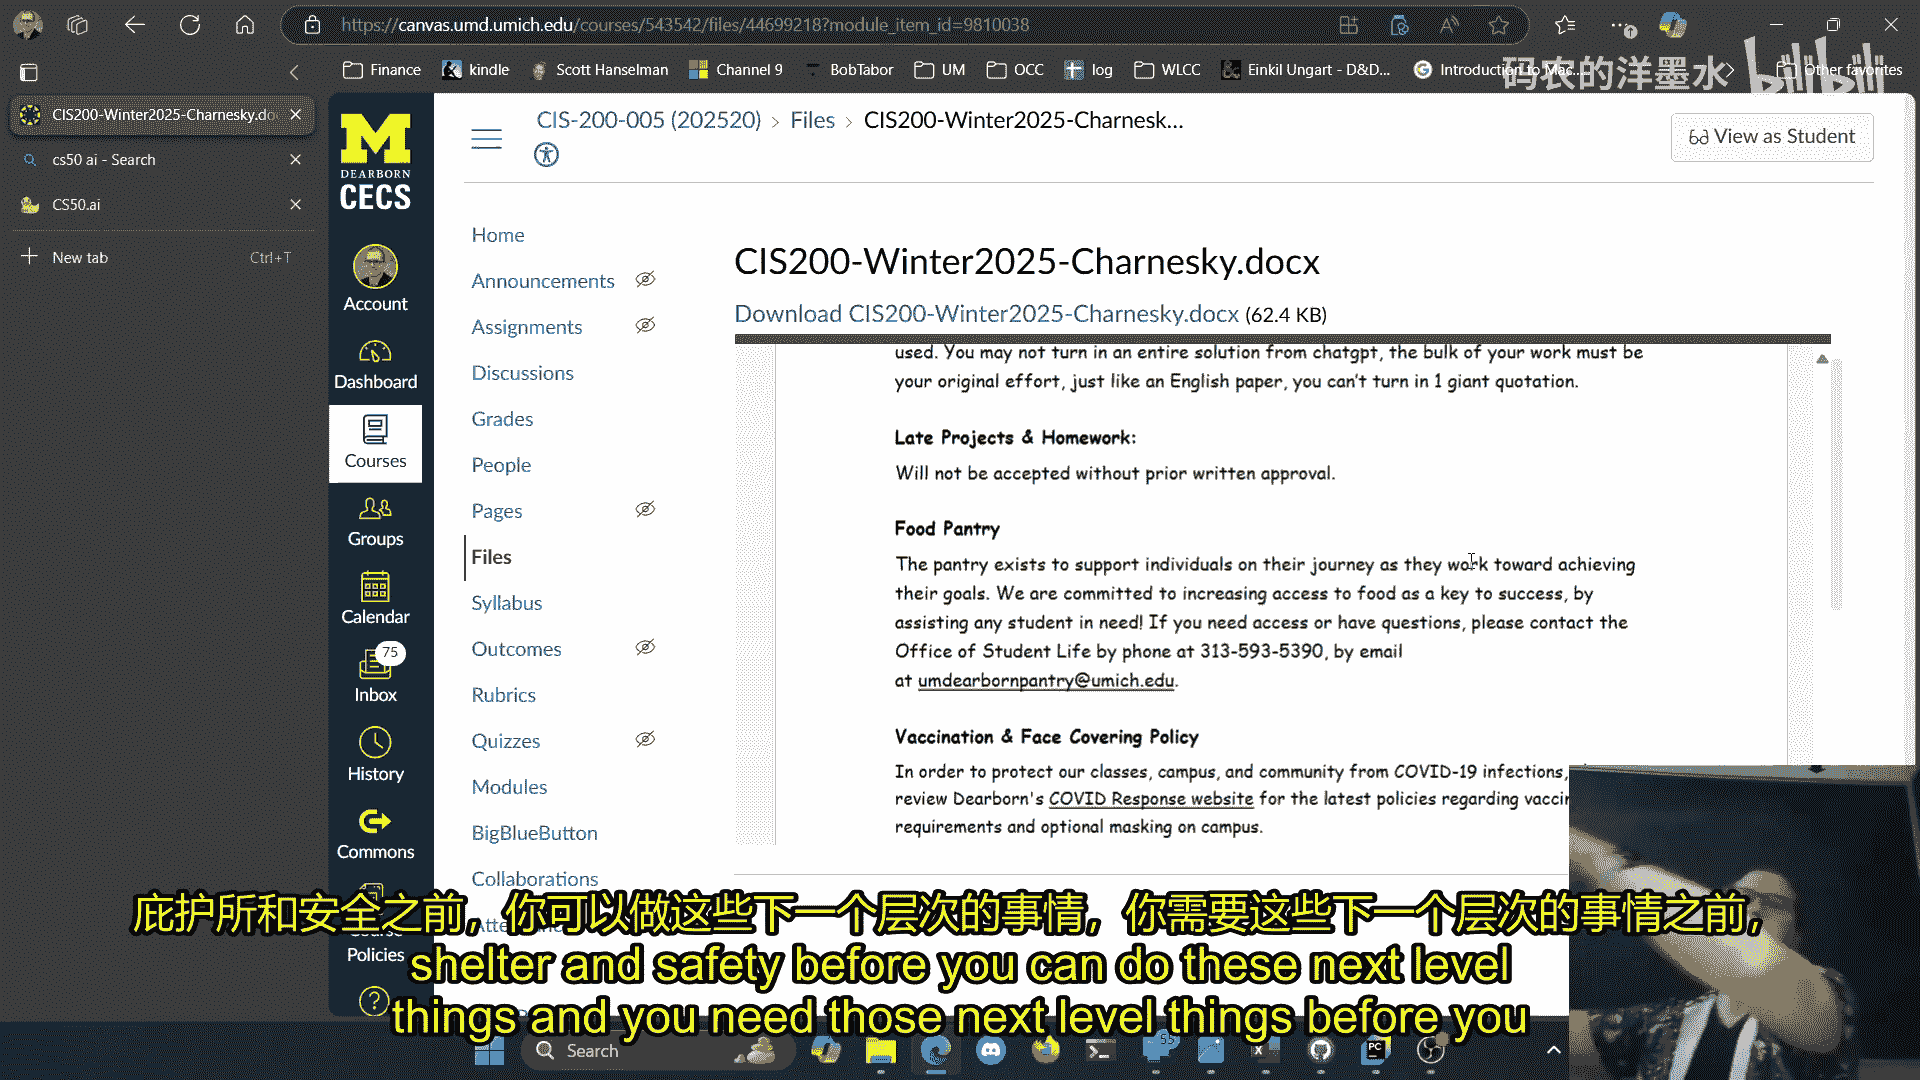 https://canvas.umd.umich.edu/courses/543542/files/44699218?module_item_id=9810038
Finance
kindle
Scott Hanselman
Channel 9
BobTabor
UM
OCC
log
WLCC
Einkil Ungart - D&D...
Introduction to Mac...
Other favorites
码农的洋墨水
bilibili
CIS200-Winter2025-Charnesky.do
cs50 ai - Search
CS50.ai
New tab
Ctrl+T
M
DEARBORN
CECS
Account
Dashboard
Courses
Groups
Calendar
75
Inbox
History
Commons
Policies
CIS-200-005 (202520) > Files > CIS200-Winter2025-Charnesk...
View as Student
Home
Announcements
Assignments
Discussions
Grades
People
Pages
Files
Syllabus
Outcomes
Rubrics
Quizzes
Modules
BigBlueButton
Collaborations
CIS200-Winter2025-Charnesky.docx
Download CIS200-Winter2025-Charnesky.docx (62.4 KB)
used. You may not turn in an entire solution from chatgpt, the bulk of your work must be
your original effort, just like an English paper, you can't turn in 1 giant quotation.
Late Projects & Homework:
Will not be accepted without prior written approval.
Food Pantry
The pantry exists to support individuals on their journey as they work toward achieving
their goals. We are committed to increasing access to food as a key to success, by
assisting any student in need! If you need access or have questions, please contact the
Office of Student Life by phone at 313-593-5390, by email
at umdearbornpantry@umich.edu.
Vaccination & Face Covering Policy
In order to protect our classes, campus, and community from COVID-19 infections,
review Dearborn's COVID Response website for the latest policies regarding
requirements and optional masking on campus.
庇护所和安全之前，你可以做这些下一个层次的事情，你需要这些下一个层次的事情之前，
shelter and safety before you can do these next level
things and you need those next level things before you
Search